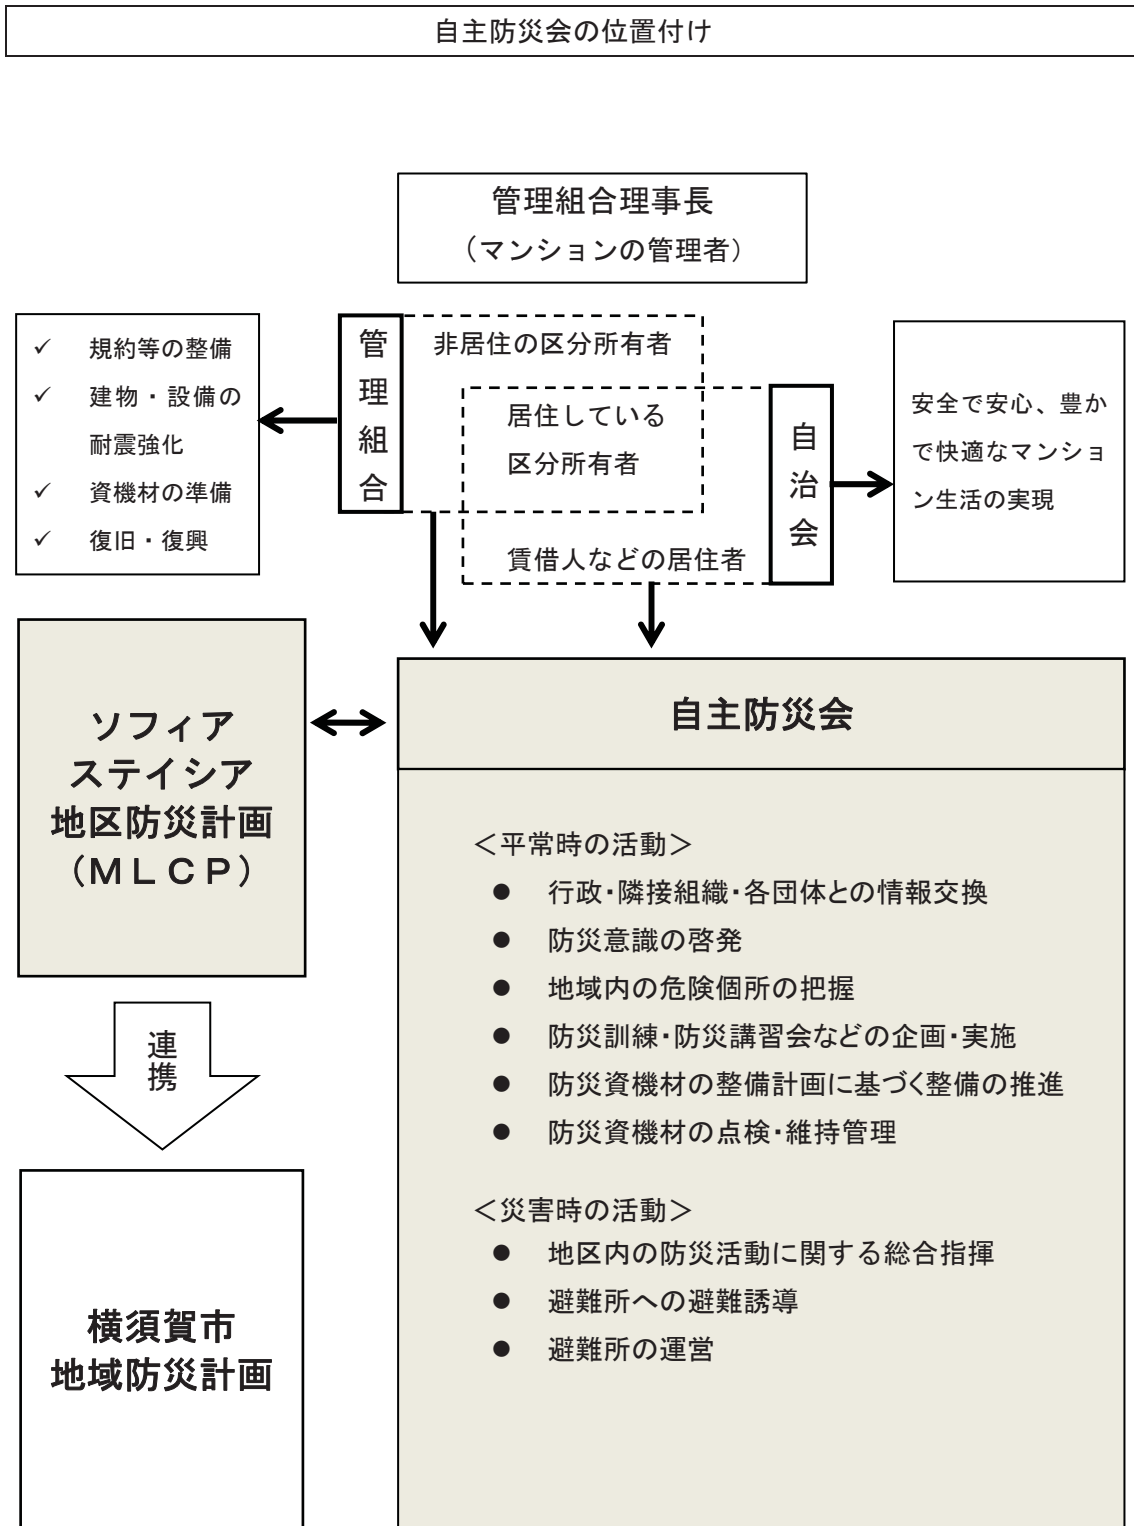 自主防災会の位置付け
管理組合理事長
（マンションの管理者）
✓ 規約等の整備
✓ 建物・設備の
耐震強化
✓ 資機材の準備
✓ 復旧・復興
管理組合
非居住の区分所有者
居住している
区分所有者
賃借人などの居住者
自治会
安全で安心、豊か
で快適なマンショ
ン生活の実現
ソフィア
ステイシア
地区防災計画
（ＭＬＣＰ）
連携
横須賀市
地域防災計画
自主防災会
＜平常時の活動＞
● 行政・隣接組織・各団体との情報交換
● 防災意識の啓発
● 地域内の危険個所の把握
● 防災訓練・防災講習会などの企画・実施
● 防災資機材の整備計画に基づく整備の推進
● 防災資機材の点検・維持管理
＜災害時の活動＞
● 地区内の防災活動に関する総合指揮
● 避難所への避難誘導
● 避難所の運営